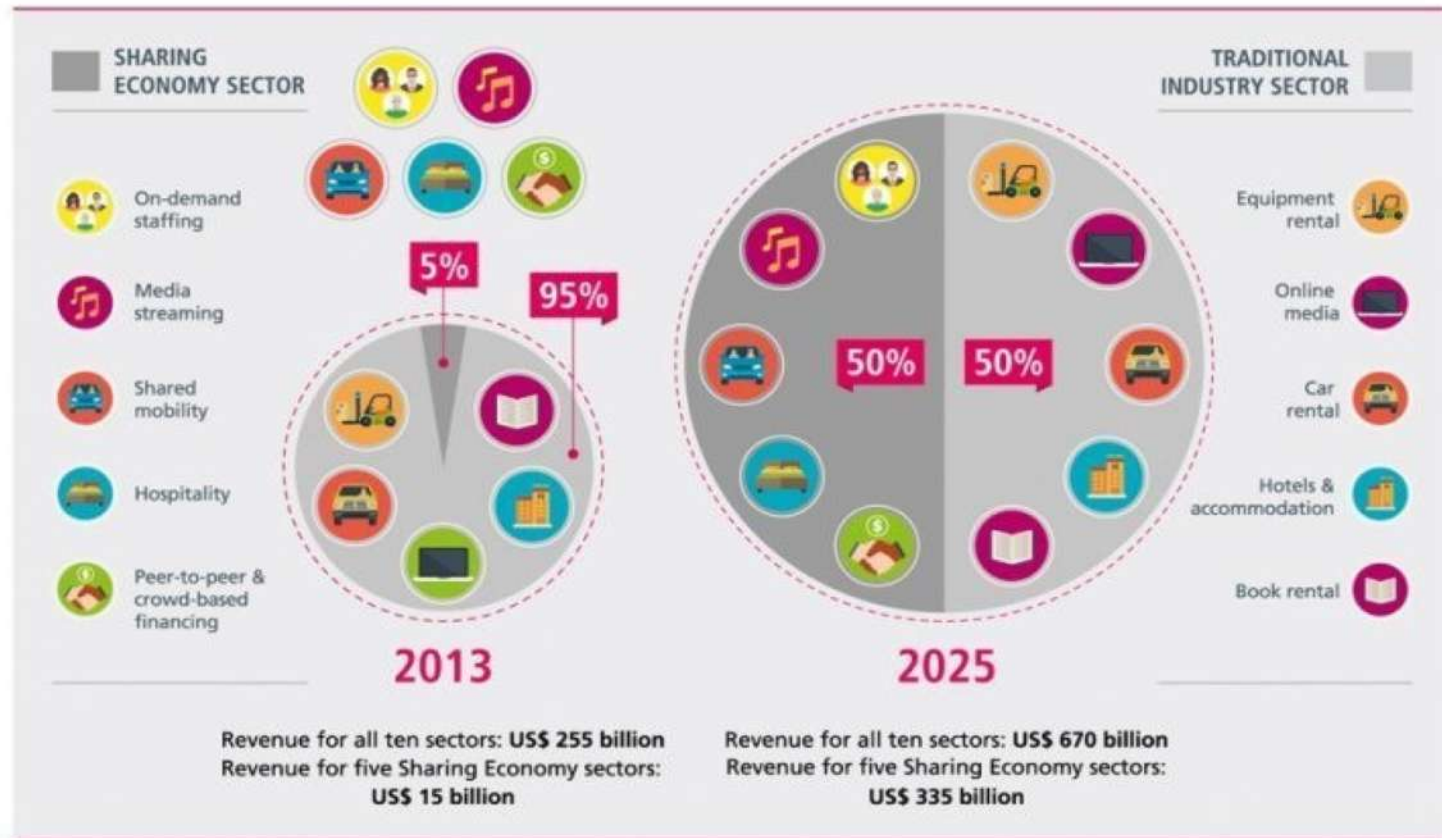 SHARING
ECONOMY SECTOR
TRADITIONAL
INDUSTRY SECTOR
On-demand
staffing
Media
streaming
Shared
mobility
Hospitality
Peer-to-peer &
crowd-based
financing
5%
95%
50%
50%
Equipment
rental
Online
media
Car
rental
Hotels &
accommodation
Book rental
2013
2025
Revenue for all ten sectors: US$ 255 billion
Revenue for five Sharing Economy sectors:
US$ 15 billion
Revenue for all ten sectors: US$ 670 billion
Revenue for five Sharing Economy sectors:
US$ 335 billion